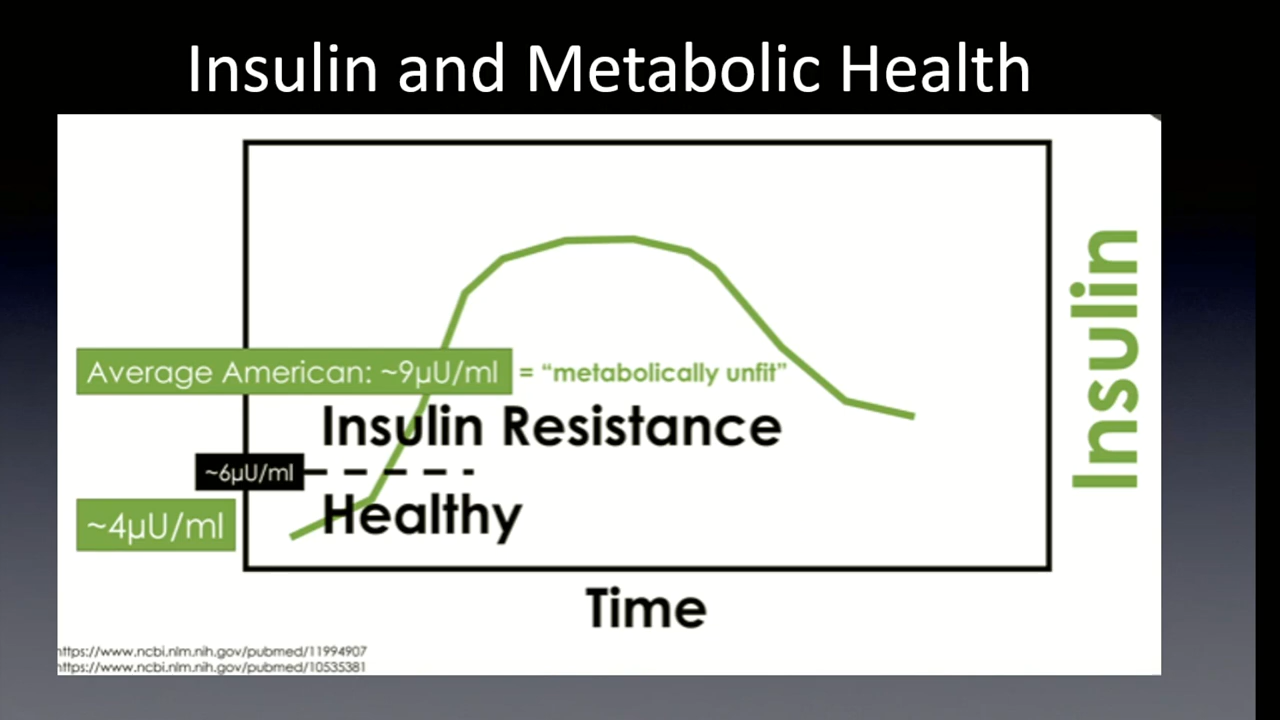 Insulin and Metabolic Health
Average American: ~9µU/ml = “metabolically unfit”
Insulin Resistance
~6µU/ml
Healthy
~4µU/ml
Insulin
Time
https://www.ncbi.nlm.nih.gov/pubmed/11994907
https://www.ncbi.nlm.nih.gov/pubmed/10535381